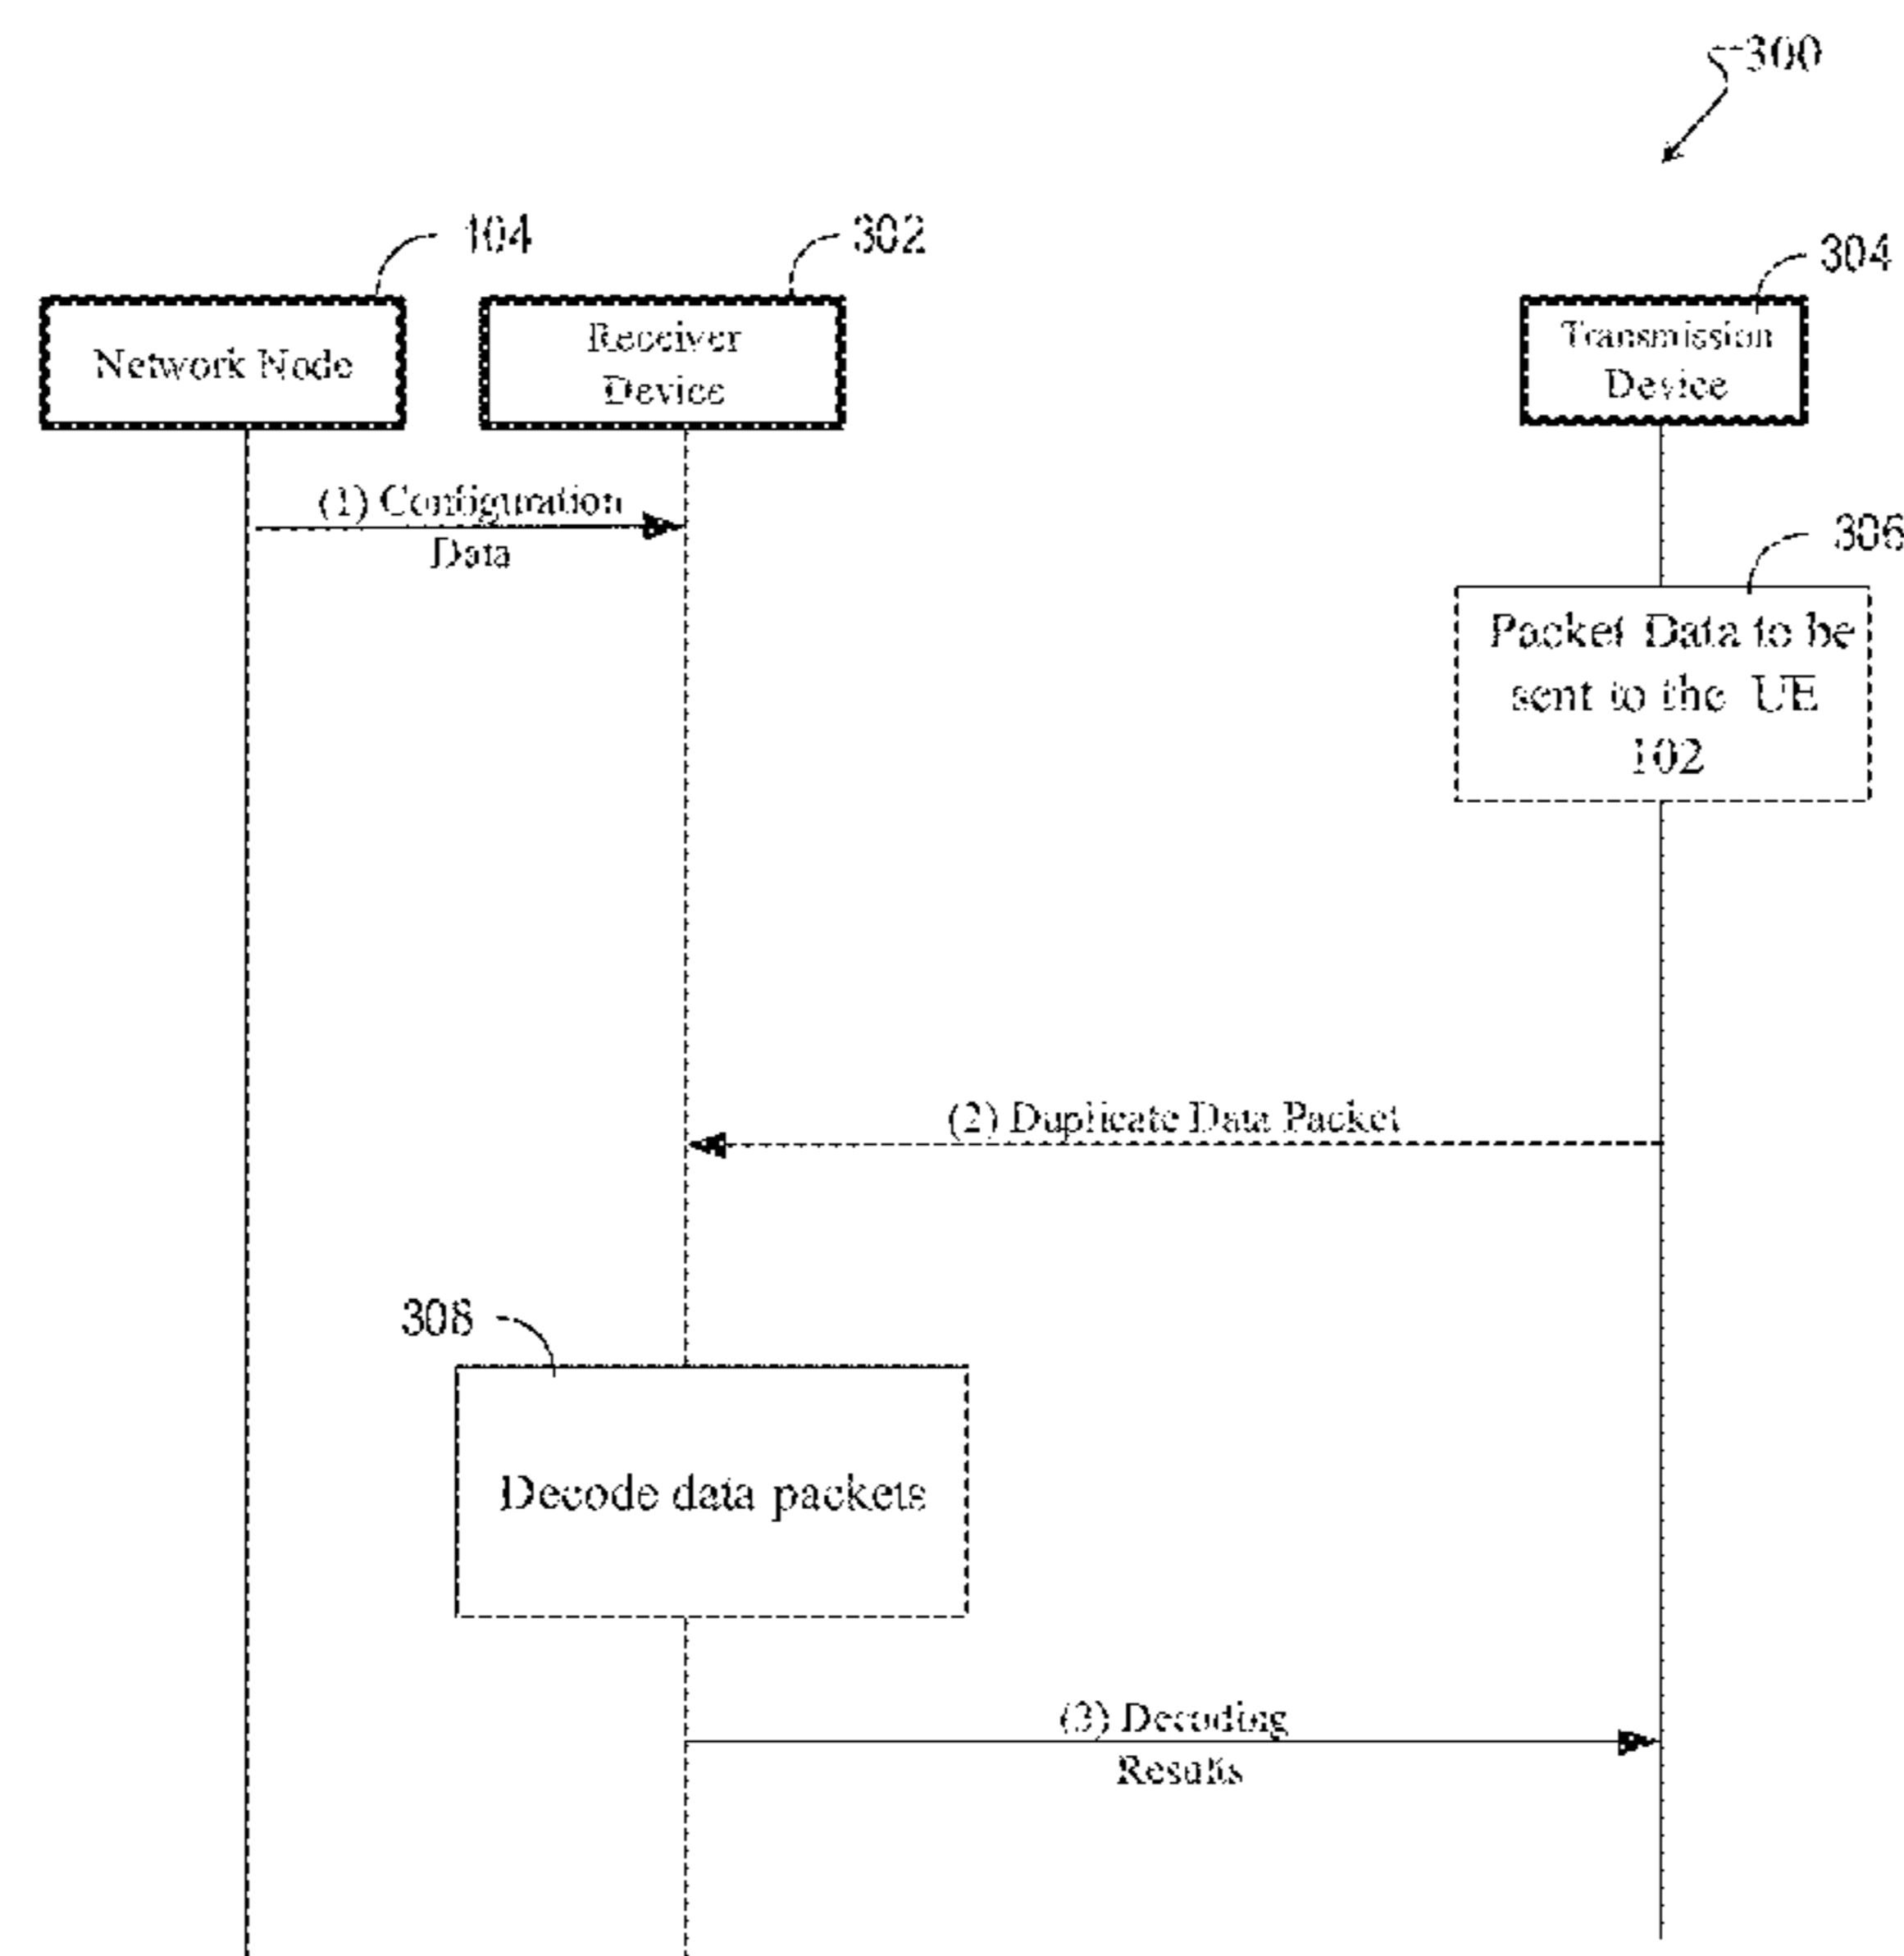 300
104
302
304
Network Node
Receiver
Device
Transmission
Device
(1) Configuration
Data
306
Packet Data to be
sent to the UE
102
(2) Duplicate Data Packet
308
Decode data packets
(3) Decoding
Results